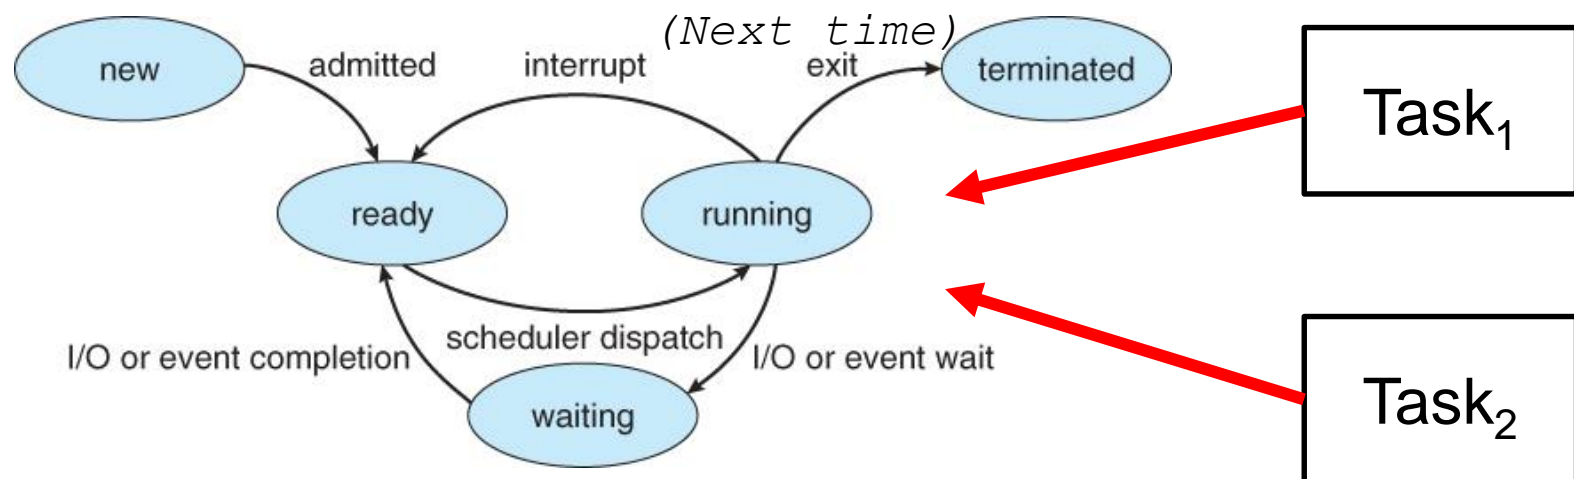 (Next time)
new
admitted
interrupt
exit
terminated
Task₁
ready
running
scheduler dispatch
I/O or event completion
I/O or event wait
waiting
Task₂